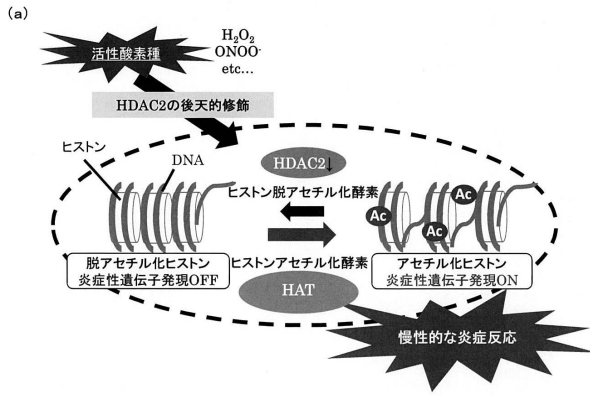 (a)
活性酸素種
H₂O₂
ONOO⁻
etc…
HDAC2の後天的修飾
ヒストン
DNA
HDAC2↓
ヒストン脱アセチル化酵素
Ac
Ac
Ac
脱アセチル化ヒストン
炎症性遺伝子発現OFF
ヒストンアセチル化酵素
HAT
アセチル化ヒストン
炎症性遺伝子発現ON
慢性的な炎症反応